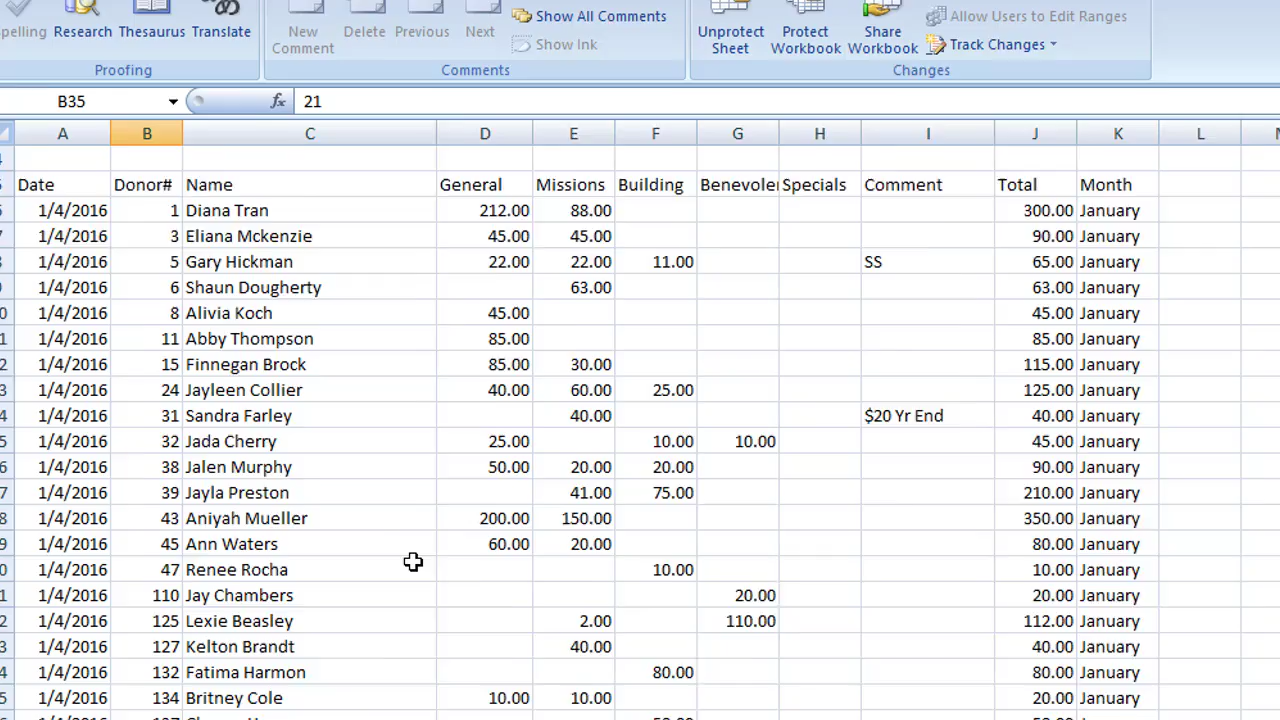 Spelling Research Thesaurus Translate New Comment Delete Previous Next Show All Comments Show Ink Unprotect Sheet Protect Workbook Share Workbook Allow Users to Edit Ranges Track Changes
Proofing Comments Changes
B35 fx 21
A B C D E F G H I J K L
Date Donor# Name General Missions Building Benevole Specials Comment Total Month
1/4/2016 1 Diana Tran 212.00 88.00 300.00 January
1/4/2016 3 Eliana Mckenzie 45.00 45.00 90.00 January
1/4/2016 5 Gary Hickman 22.00 22.00 11.00 SS 65.00 January
1/4/2016 6 Shaun Dougherty 63.00 63.00 January
1/4/2016 8 Alivia Koch 45.00 45.00 January
1/4/2016 11 Abby Thompson 85.00 85.00 January
1/4/2016 15 Finnegan Brock 85.00 30.00 115.00 January
1/4/2016 24 Jayleen Collier 40.00 60.00 25.00 125.00 January
1/4/2016 31 Sandra Farley 40.00 $20 Yr End 40.00 January
1/4/2016 32 Jada Cherry 25.00 10.00 10.00 45.00 January
1/4/2016 38 Jalen Murphy 50.00 20.00 20.00 90.00 January
1/4/2016 39 Jayla Preston 41.00 75.00 210.00 January
1/4/2016 43 Aniyah Mueller 200.00 150.00 350.00 January
1/4/2016 45 Ann Waters 60.00 20.00 80.00 January
1/4/2016 47 Renee Rocha 10.00 10.00 January
1/4/2016 110 Jay Chambers 20.00 20.00 January
1/4/2016 125 Lexie Beasley 2.00 110.00 112.00 January
1/4/2016 127 Kelton Brandt 40.00 40.00 January
1/4/2016 132 Fatima Harmon 80.00 80.00 January
1/4/2016 134 Britney Cole 10.00 10.00 20.00 January